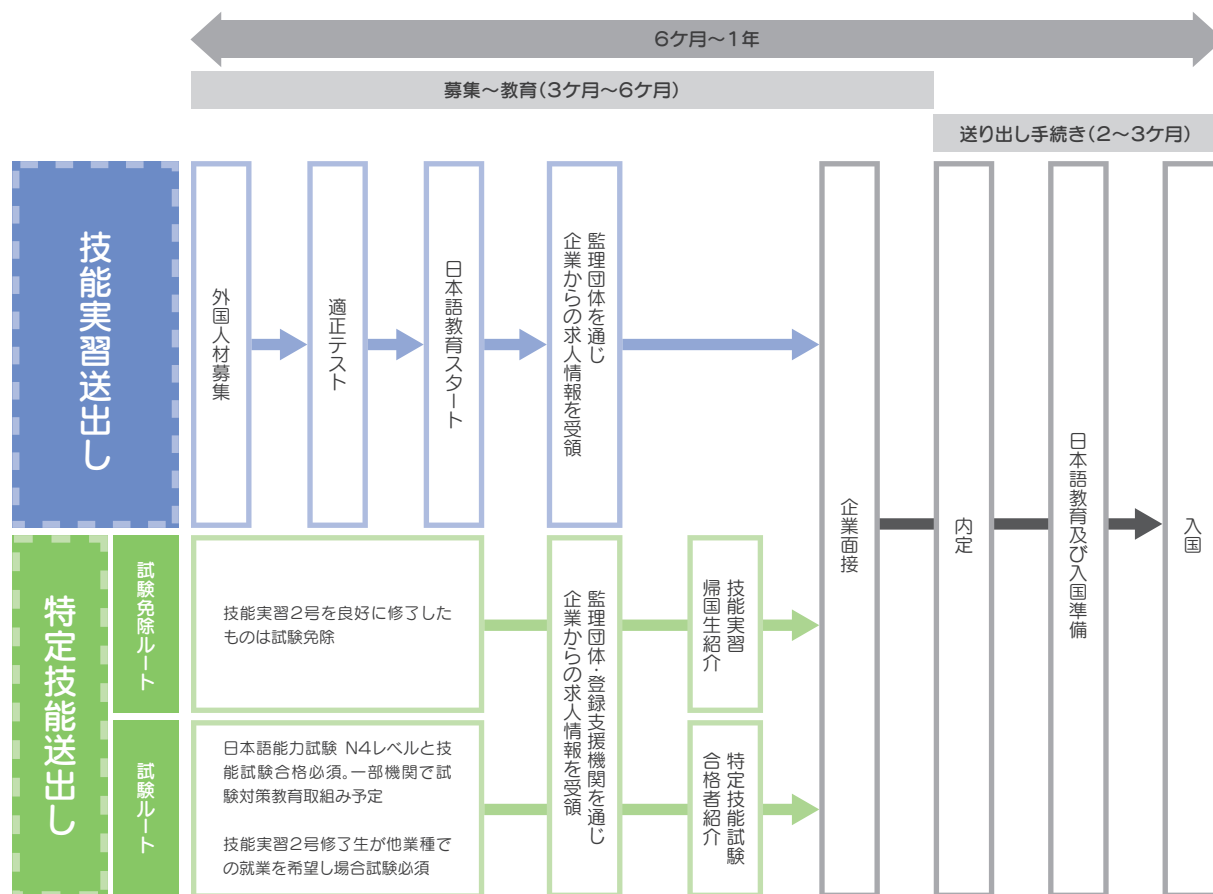 6ケ月～1年
募集～教育(3ケ月～6ケ月)
送り出し手続き(2～3ケ月)
技能実習送出し
外国人材募集
適正テスト
日本語教育スタート
監理団体を通じ
企業からの求人情報を受領
特定技能送出し
試験免除ルート
技能実習2号を良好に修了した
ものは試験免除
試験ルート
日本語能力試験 N4レベルと技
能試験合格必須。一部機関で試
験対策教育取組み予定
技能実習2号修了生が他業種で
の就業を希望し場合試験必須
監理団体・登録支援機関を通じ
企業からの求人情報を受領
技能実習
帰国生紹介
特定技能試験
合格者紹介
企業面接
内定
日本語教育及び入国準備
入国